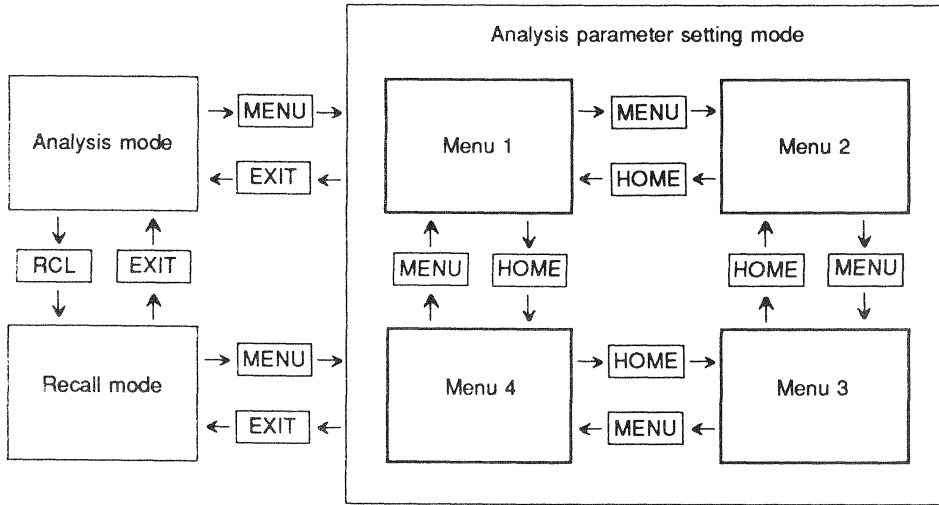 Analysis parameter setting mode
MENU
MENU
Analysis mode
Menu 1
Menu 2
EXIT
HOME
RCL
EXIT
MENU
HOME
HOME
MENU
MENU
HOME
Recall mode
Menu 4
Menu 3
EXIT
MENU